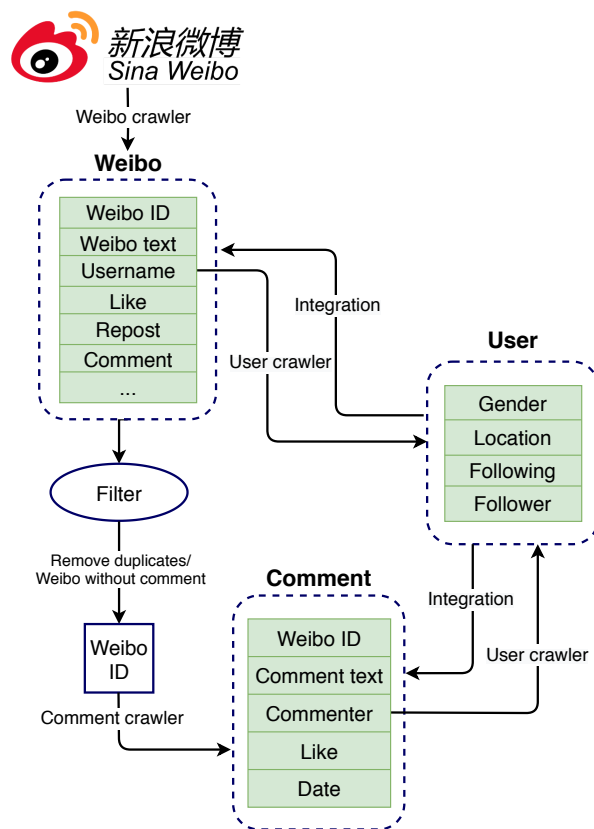 新浪微博
Sina Weibo
Weibo crawler
Weibo
Weibo ID
Weibo text
Username
Like
Repost
Comment
...
Integration
User crawler
User
Gender
Location
Following
Follower
Filter
Remove duplicates/
Weibo without comment
Weibo
ID
Comment crawler
Comment
Weibo ID
Comment text
Commenter
Like
Date
Integration
User crawler